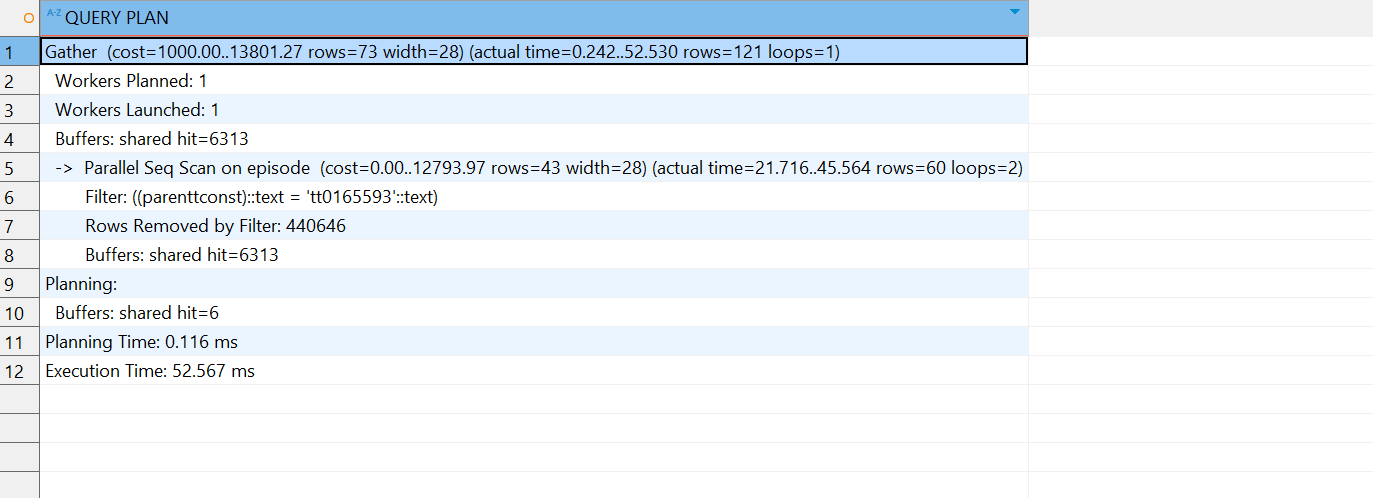 A-Z QUERY PLAN
1 Gather (cost=1000.00..13801.27 rows=73 width=28) (actual time=0.242..52.530 rows=121 loops=1)
2 Workers Planned: 1
3 Workers Launched: 1
4 Buffers: shared hit=6313
5 -> Parallel Seq Scan on episode (cost=0.00..12793.97 rows=43 width=28) (actual time=21.716..45.564 rows=60 loops=2)
6 Filter: ((parenttconst)::text = 'tt0165593'::text)
7 Rows Removed by Filter: 440646
8 Buffers: shared hit=6313
9 Planning:
10 Buffers: shared hit=6
11 Planning Time: 0.116 ms
12 Execution Time: 52.567 ms